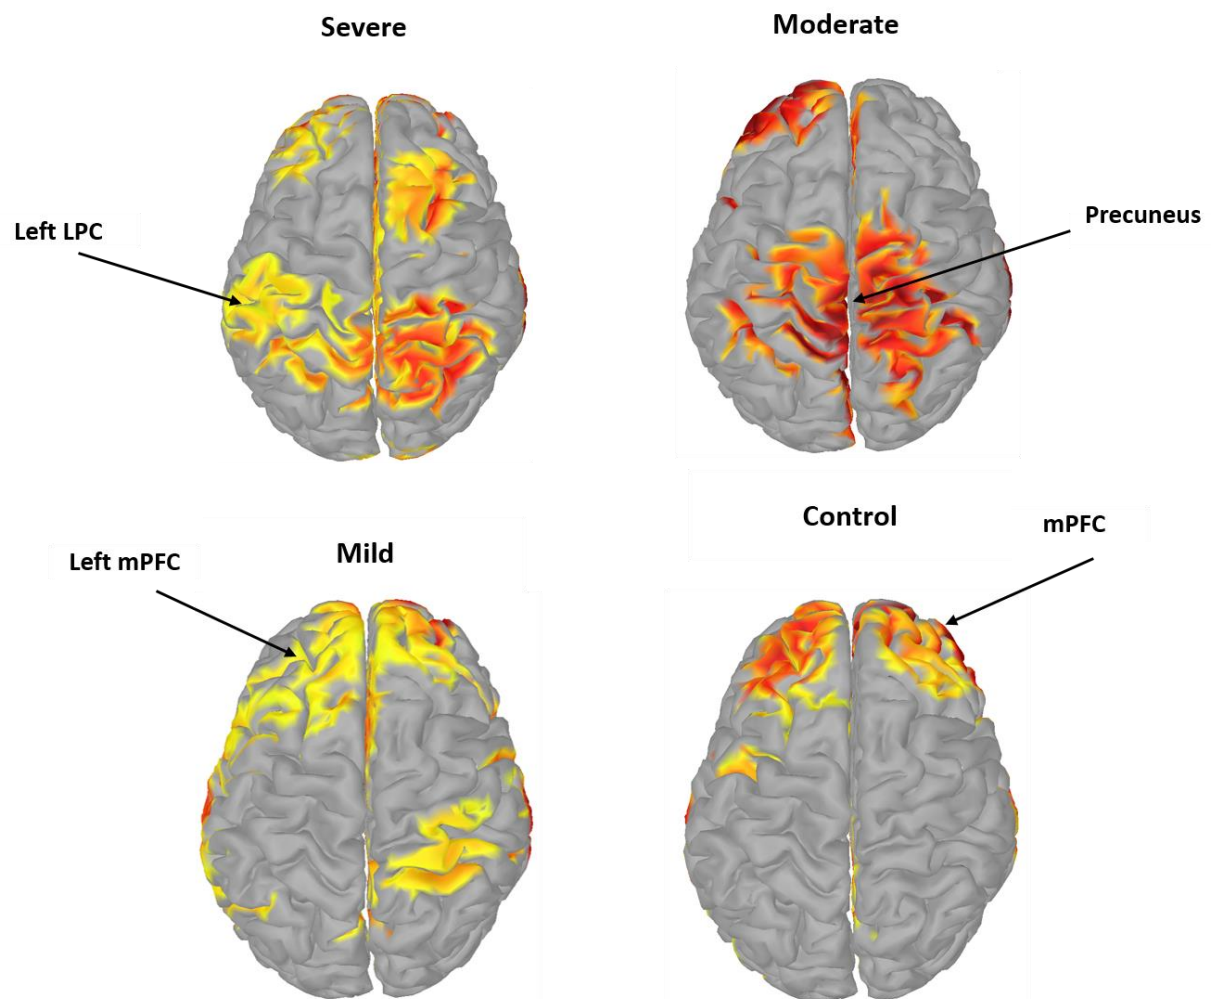 Severe
Moderate
Left LPC
Precuneus
Mild
Control
Left mPFC
mPFC